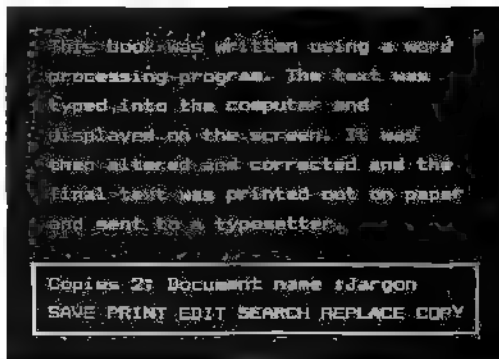 This book was written using a word
processing program. The text was
typed into the computer and
displayed on the screen. It was
then altered and corrected and the
final text was printed out on paper
and sent to a typesetter.
Copies 2: Document name :Jargon
SAVE PRINT EDIT SEARCH REPLACE COPY